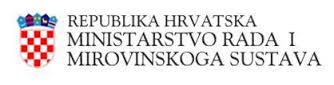 REPUBLIKA HRVATSKA
MINISTARSTVO RADA I
MIROVINSKOGA SUSTAVA